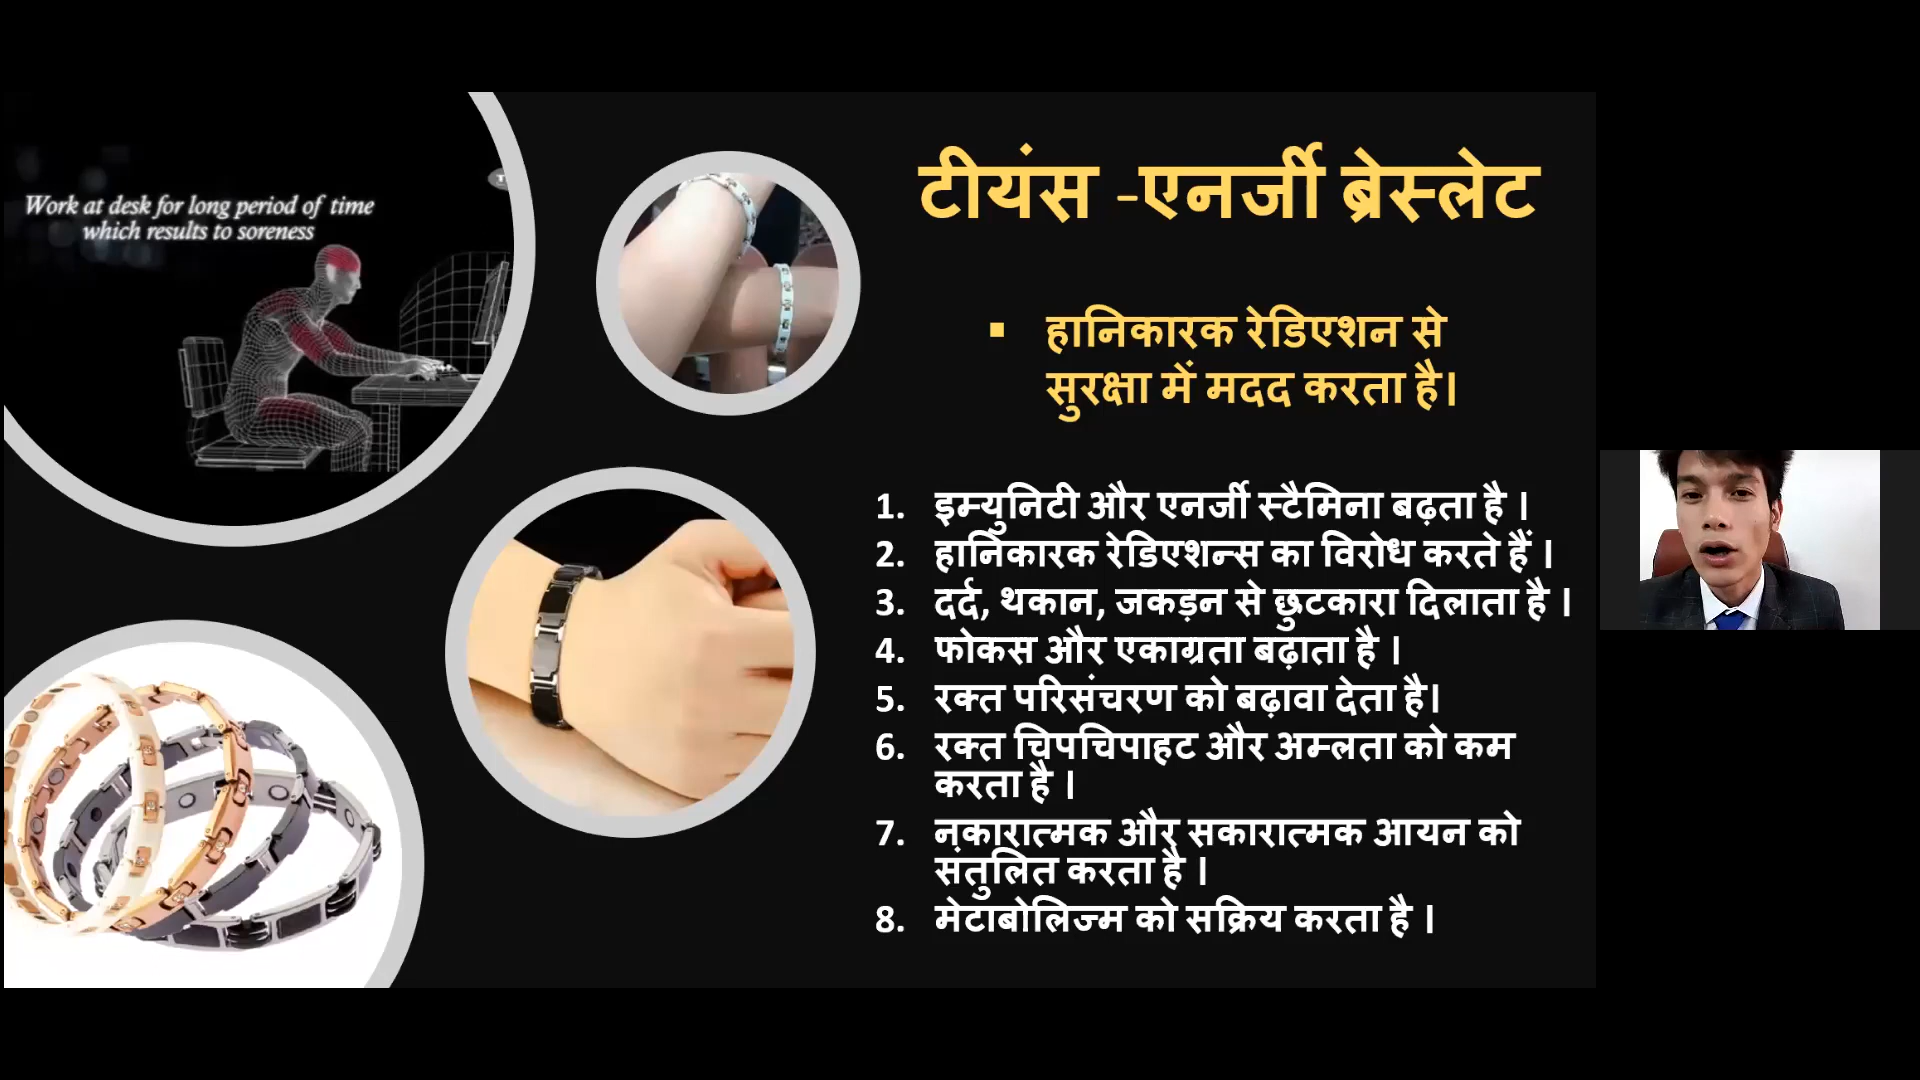 Work at desk for long period of time
which results to soreness
टीयंस -एनर्जी ब्रेस्लेट
▪ हानिकारक रेडिएशन से
सुरक्षा में मदद करता है।
1. इम्युनिटी और एनर्जी स्टैमिना बढ़ता है ।
2. हानिकारक रेडिएशन्स का विरोध करते हैं ।
3. दर्द, थकान, जकड़न से छुटकारा दिलाता है ।
4. फोकस और एकाग्रता बढ़ाता है ।
5. रक्त परिसंचरण को बढ़ावा देता है।
6. रक्त चिपचिपाहट और अम्लता को कम
करता है ।
7. नकारात्मक और सकारात्मक आयन को
संतुलित करता है ।
8. मेटाबोलिज्म को सक्रिय करता है ।